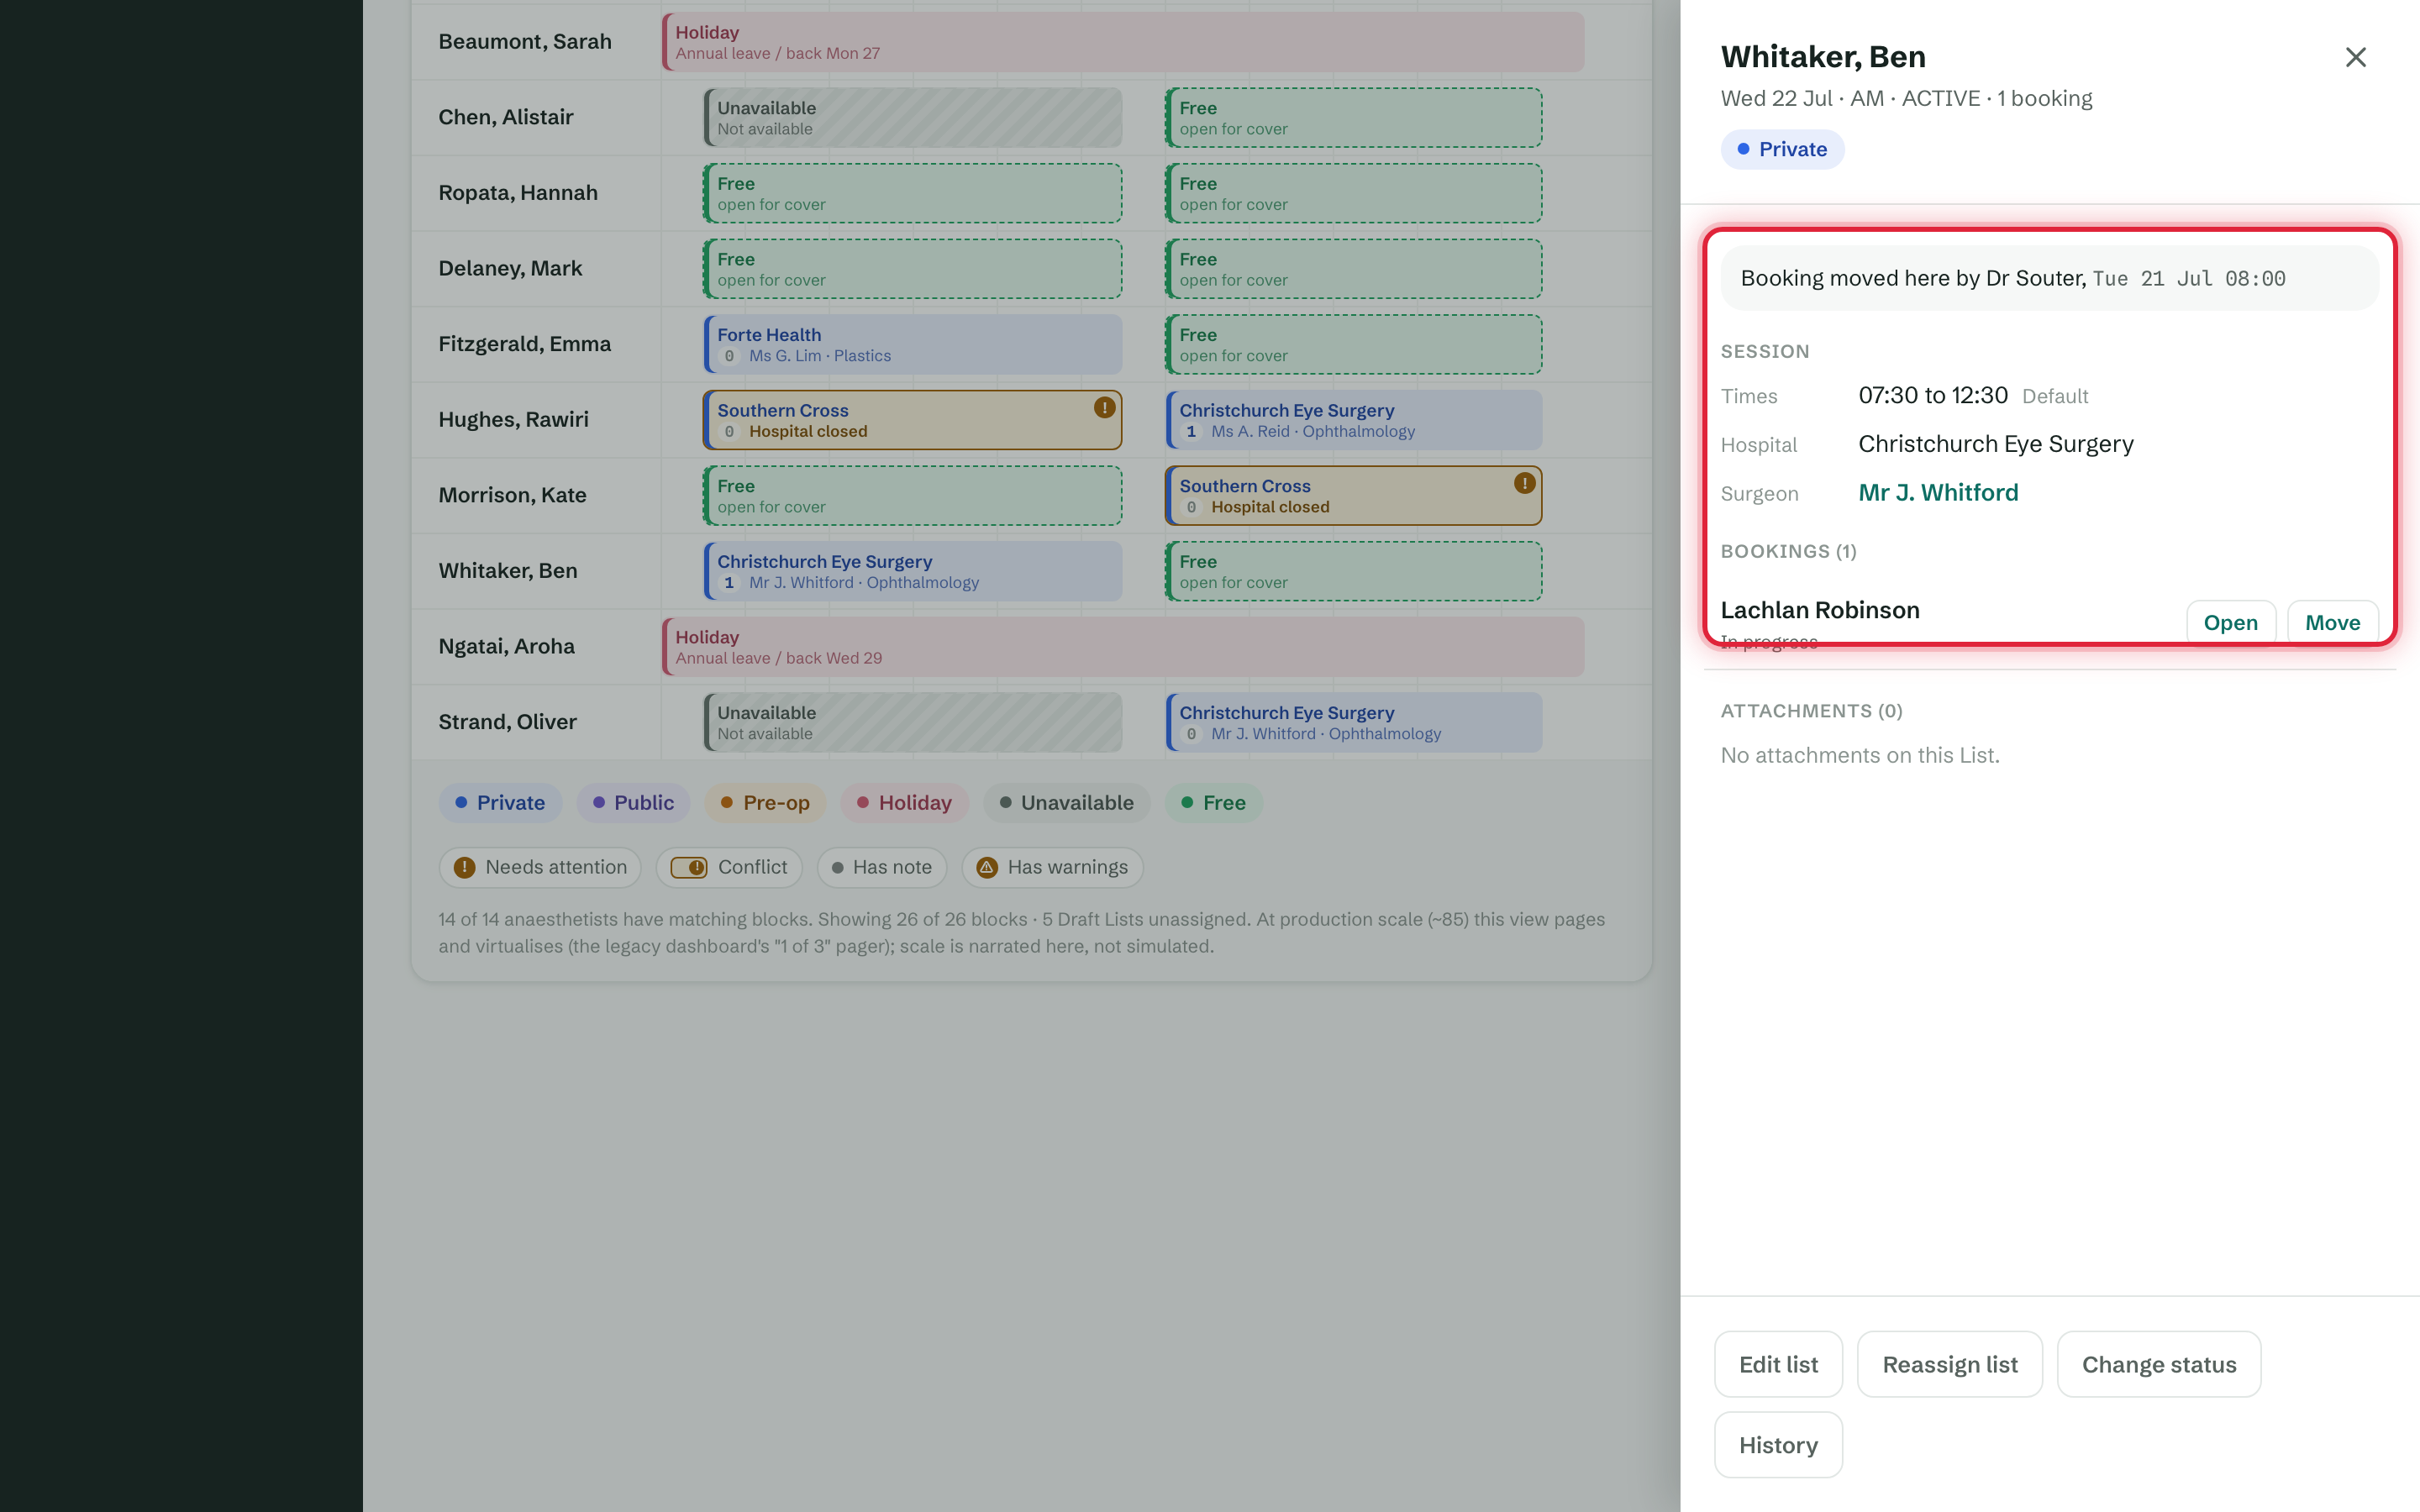 Beaumont, Sarah
Holiday
Annual leave / back Mon 27
Chen, Alistair
Unavailable
Not available
Free
open for cover
Ropata, Hannah
Free
open for cover
Free
open for cover
Delaney, Mark
Free
open for cover
Free
open for cover
Fitzgerald, Emma
Forte Health
0 Ms G. Lim · Plastics
Free
open for cover
Hughes, Rawiri
Southern Cross
0 Hospital closed
!
Christchurch Eye Surgery
1 Ms A. Reid · Ophthalmology
Morrison, Kate
Free
open for cover
Southern Cross
0 Hospital closed
!
Whitaker, Ben
Christchurch Eye Surgery
1 Mr J. Whitford · Ophthalmology
Free
open for cover
Ngatai, Aroha
Holiday
Annual leave / back Wed 29
Strand, Oliver
Unavailable
Not available
Christchurch Eye Surgery
0 Mr J. Whitford · Ophthalmology
Private Public Pre-op Holiday Unavailable Free
! Needs attention ! Conflict Has note Has warnings
14 of 14 anaesthetists have matching blocks. Showing 26 of 26 blocks · 5 Draft Lists unassigned. At production scale (~85) this view pages
and virtualises (the legacy dashboard's "1 of 3" pager); scale is narrated here, not simulated.
Whitaker, Ben
Wed 22 Jul · AM · ACTIVE · 1 booking
Private
Booking moved here by Dr Souter, Tue 21 Jul 08:00
SESSION
Times 07:30 to 12:30 Default
Hospital Christchurch Eye Surgery
Surgeon Mr J. Whitford
BOOKINGS (1)
Lachlan Robinson
In progress
Open Move
ATTACHMENTS (0)
No attachments on this List.
Edit list Reassign list Change status
History